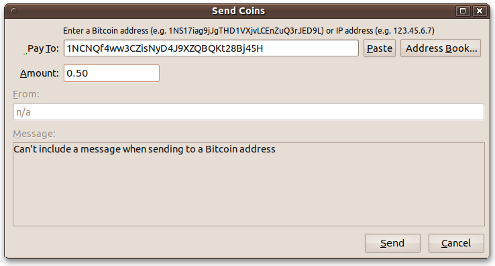 Send Coins
Enter a Bitcoin address (e.g. 1NS17iag9jJgTHD1VXjvLCEnZuQ3rJED9L) or IP address (e.g. 123.45.6.7)
Pay To: 1NCNQf4ww3CZisNyD4J9XZQBQKt28Bj45H Paste Address Book...
Amount: 0.50
From:
n/a
Message:
Can't include a message when sending to a Bitcoin address
Send Cancel